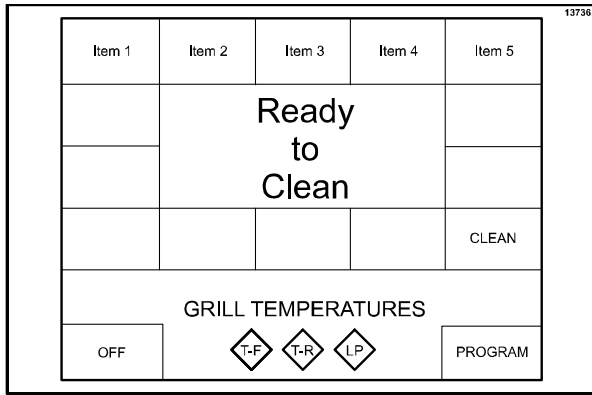 13736
Item 1 Item 2 Item 3 Item 4 Item 5
Ready
to
Clean
CLEAN
GRILL TEMPERATURES
OFF T-F T-R LP PROGRAM